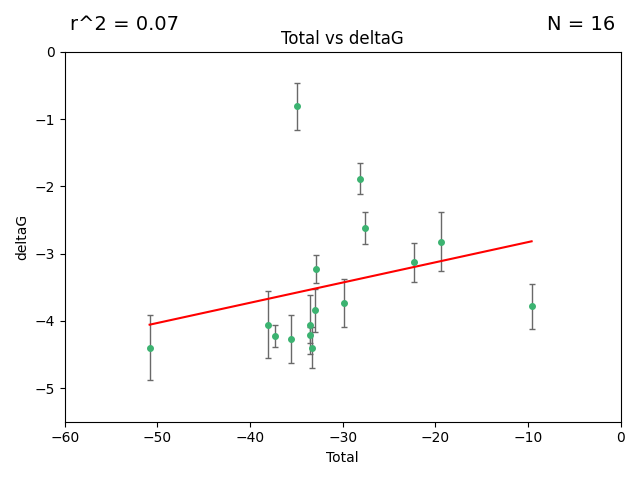 r^2 = 0.07
N = 16
Total vs deltaG
0
−1
−2
−3
−4
−5
deltaG
−60
−50
−40
−30
−20
−10
0
Total